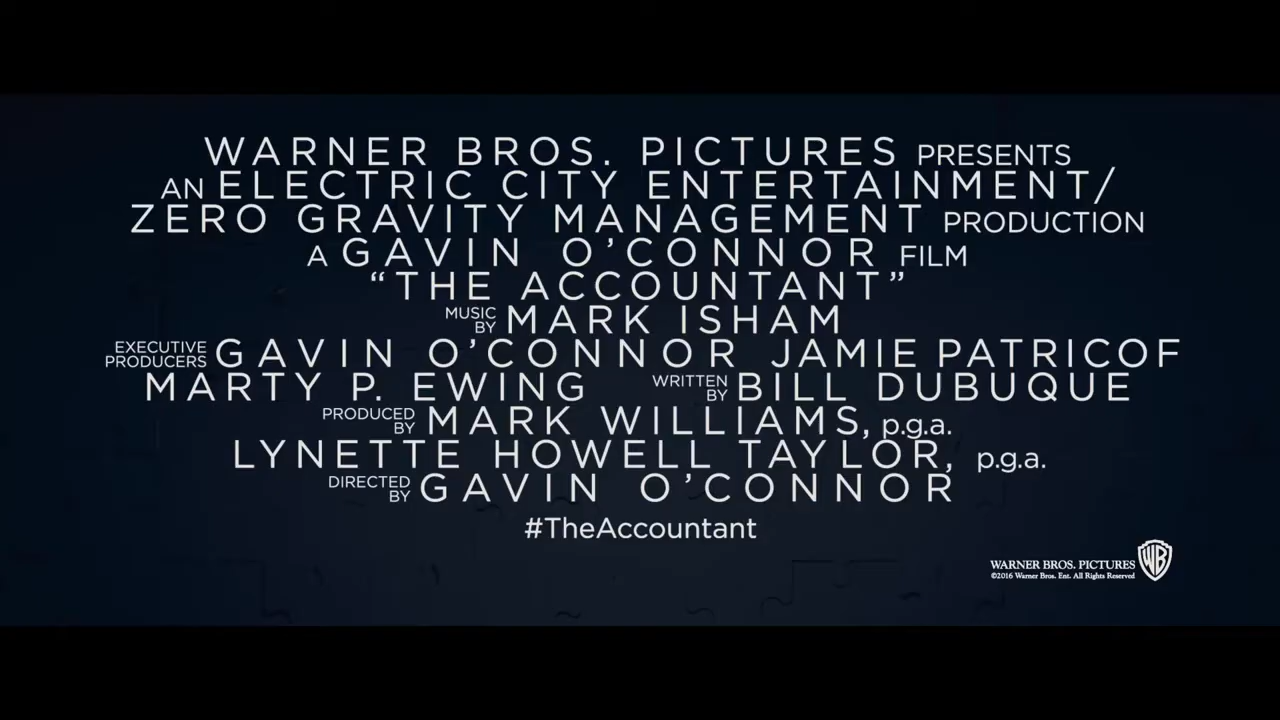 WARNER BROS. PICTURES PRESENTS
AN ELECTRIC CITY ENTERTAINMENT/
ZERO GRAVITY MANAGEMENT PRODUCTION
A GAVIN O'CONNOR FILM
“THE ACCOUNTANT”
MUSIC BY MARK ISHAM
EXECUTIVE PRODUCERS GAVIN O'CONNOR JAMIE PATRICOF
MARTY P. EWING WRITTEN BY BILL DUBUQUE
PRODUCED BY MARK WILLIAMS, p.g.a.
LYNETTE HOWELL TAYLOR, p.g.a.
DIRECTED BY GAVIN O'CONNOR
#TheAccountant
WARNER BROS. PICTURES WB
©2016 Warner Bros. Ent. All Rights Reserved